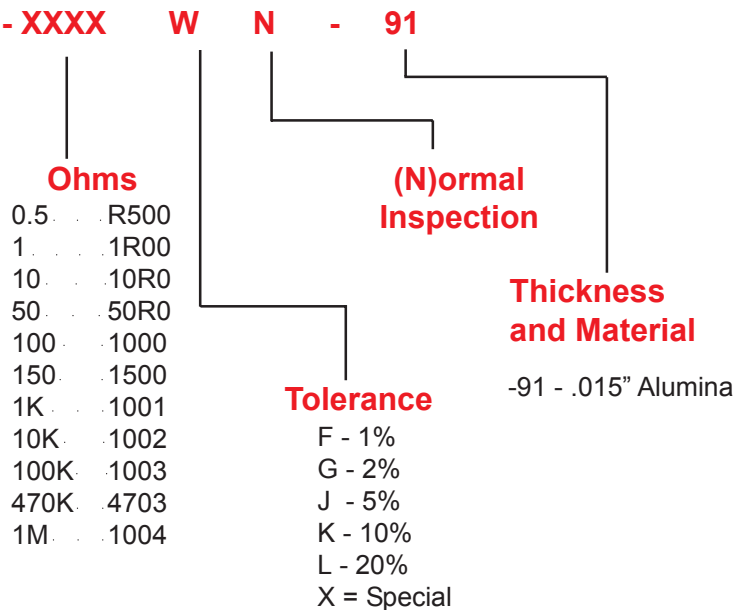 - XXXX W N - 91
Ohms
0.5 . . . R500
1 . . . . 1R00
10 . . . 10R0
50 . . . 50R0
100 . . 1000
150 . . 1500
1K . . . 1001
10K . . 1002
100K . . 1003
470K . . 4703
1M . . . 1004
Tolerance
F - 1%
G - 2%
J - 5%
K - 10%
L - 20%
X = Special
(N)ormal
Inspection
Thickness
and Material
-91 - .015” Alumina